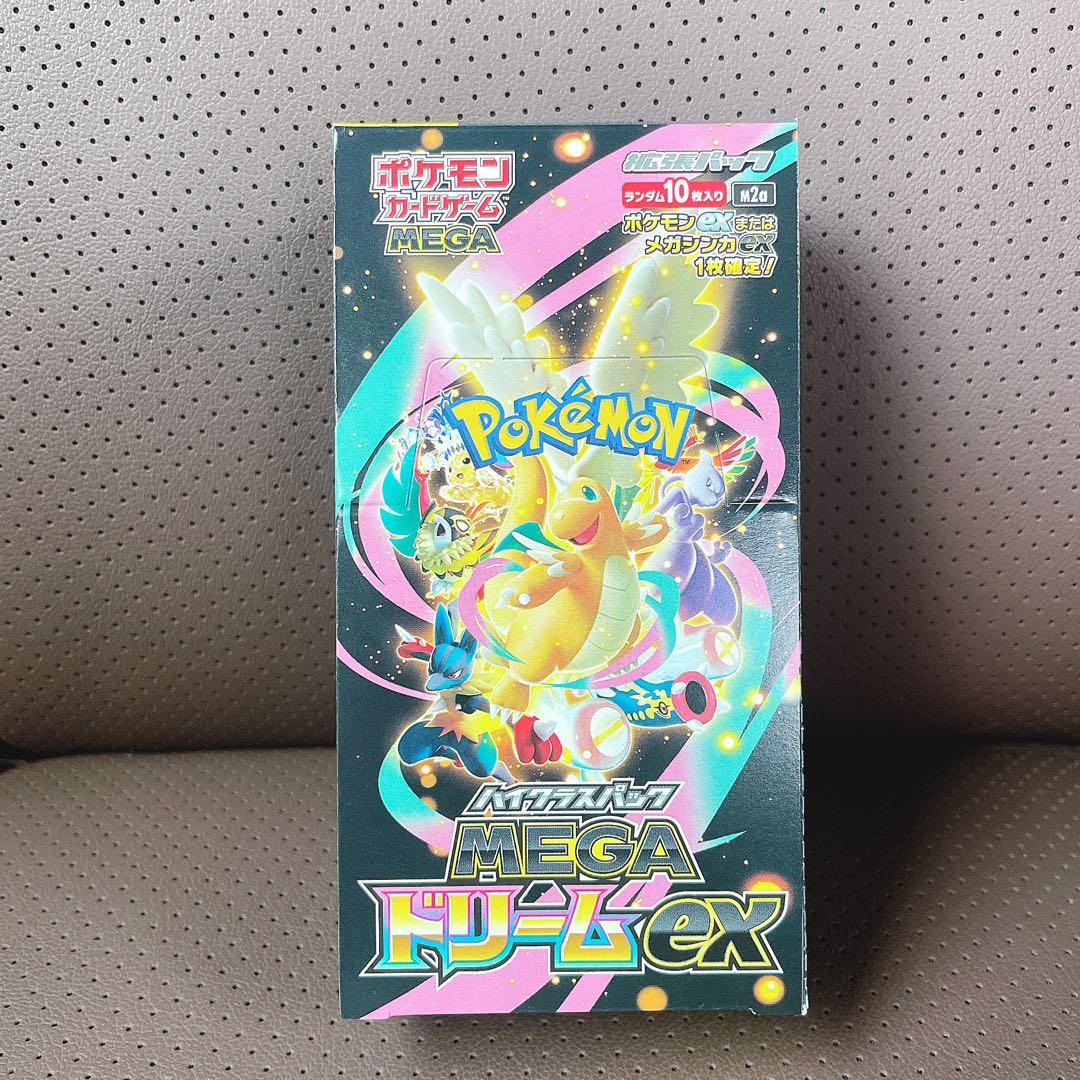 ポケモン
カードゲーム
MEGA
拡張パック
ランダム10枚入り M2a
ポケモンexまたは
メガシンカex
1枚確定!
POKéMON
TM
ハイクラスパック
MEGA
ドリームex